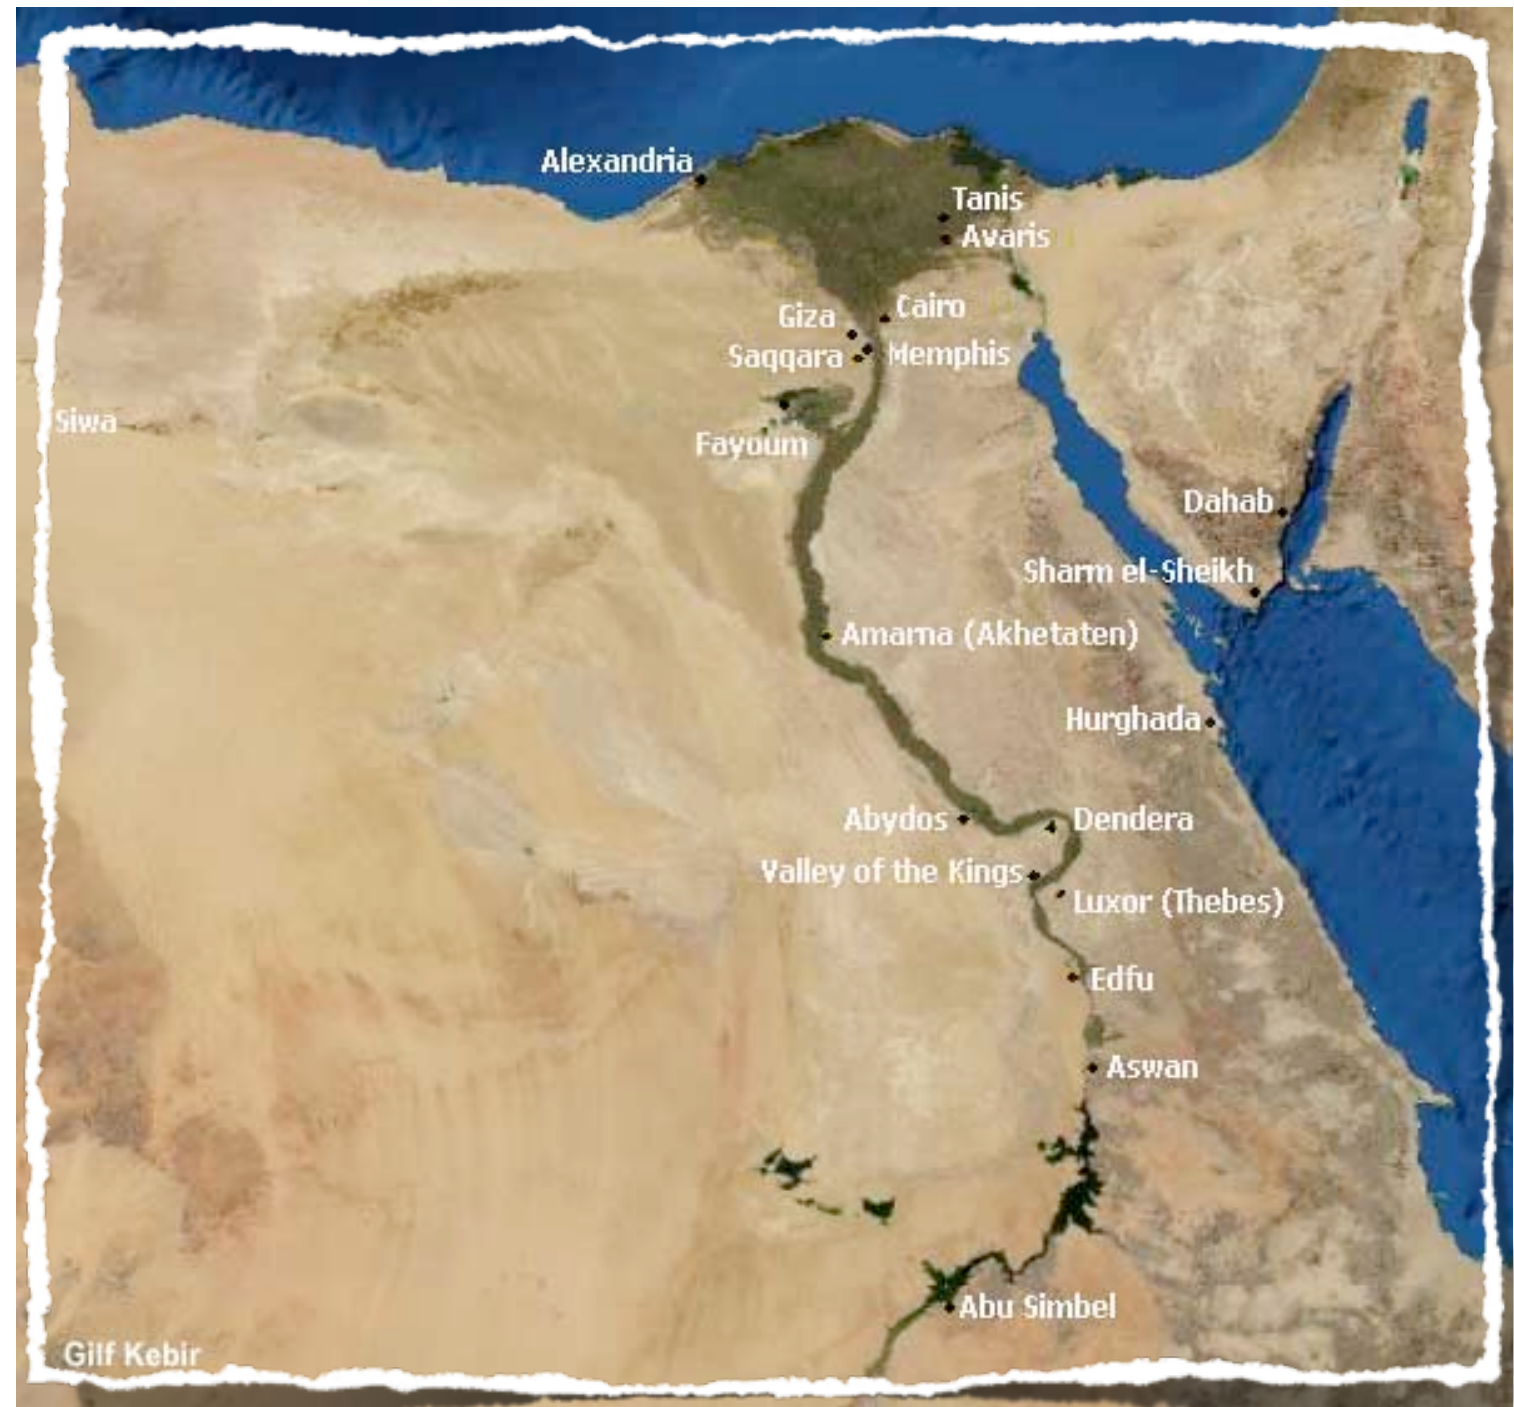 Alexandria
Tanis
Avaris
Cairo
Giza
Memphis
Saqqara
Siwa
Fayoum
Dahab
Sharm el-Sheikh
Amarna (Akhetaten)
Hurghada
Abydos
Dendera
Valley of the Kings
Luxor (Thebes)
Edfu
Aswan
Abu Simbel
Gilf Kebir